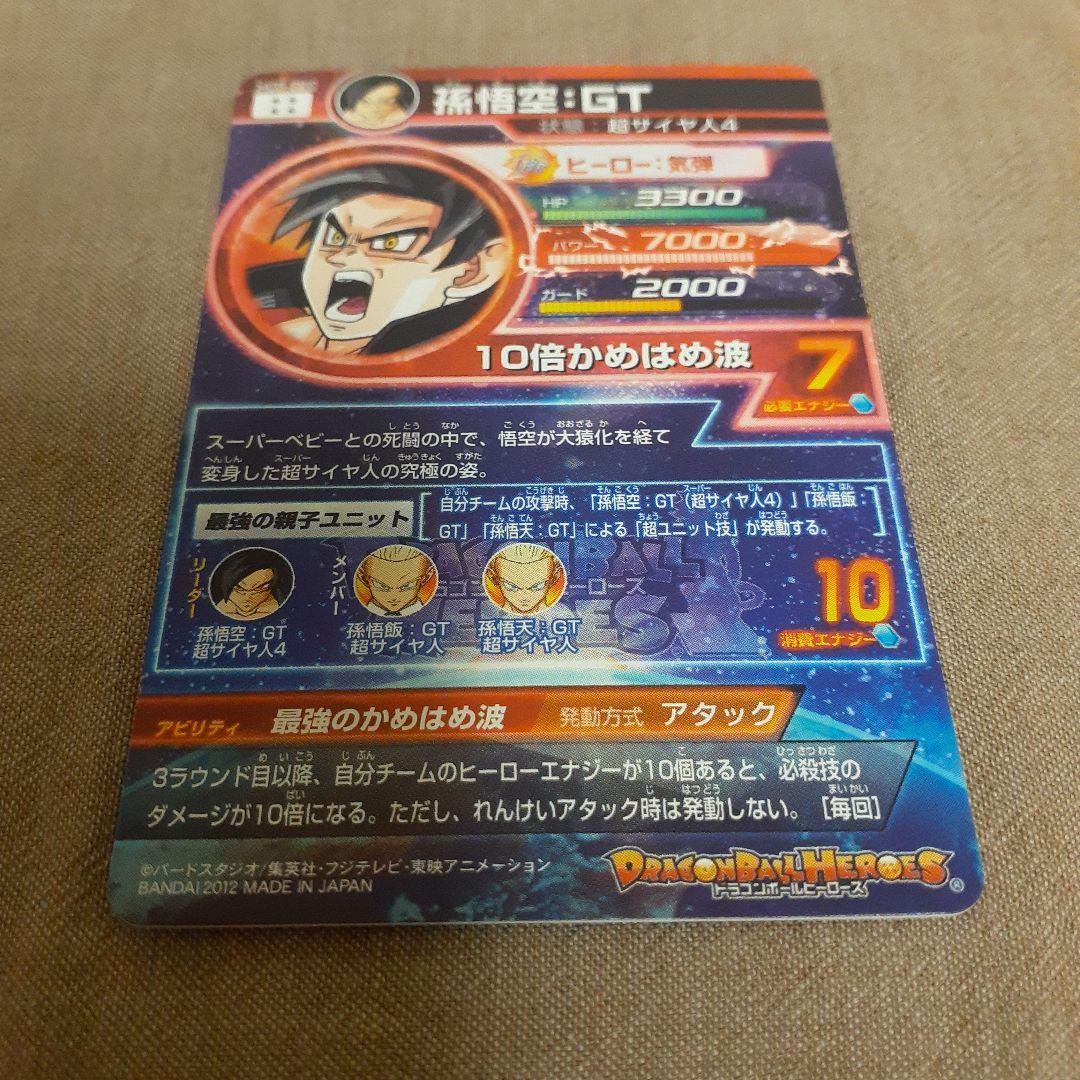 孫悟空:GT
状態:超サイヤ人4
ヒーロー:気弾
HP 3300
パワー 7000
ガード 2000
10倍かめはめ波
7
必要エナジー
スーパーベビーとの死闘の中で、悟空が大猿化を経て
変身した超サイヤ人の究極の姿。
最強の親子ユニット
自分チームの攻撃時、「孫悟空:GT(超サイヤ人4)」「孫悟飯:
GT」「孫悟天:GT」による「超ユニット技」が発動する。
リーダー
孫悟空:GT
超サイヤ人4
メンバー
孫悟飯:GT
超サイヤ人
孫悟天:GT
超サイヤ人
10
消費エナジー
アビリティ 最強のかめはめ波 発動方式 アタック
3ラウンド目以降、自分チームのヒーローエナジーが10個あると、必殺技の
ダメージが10倍になる。ただし、れんけいアタック時は発動しない。[毎回]
©バードスタジオ/集英社・フジテレビ・東映アニメーション
BANDAI 2012 MADE IN JAPAN
DRAGONBALL HEROES
ドラゴンボールヒーローズ
®